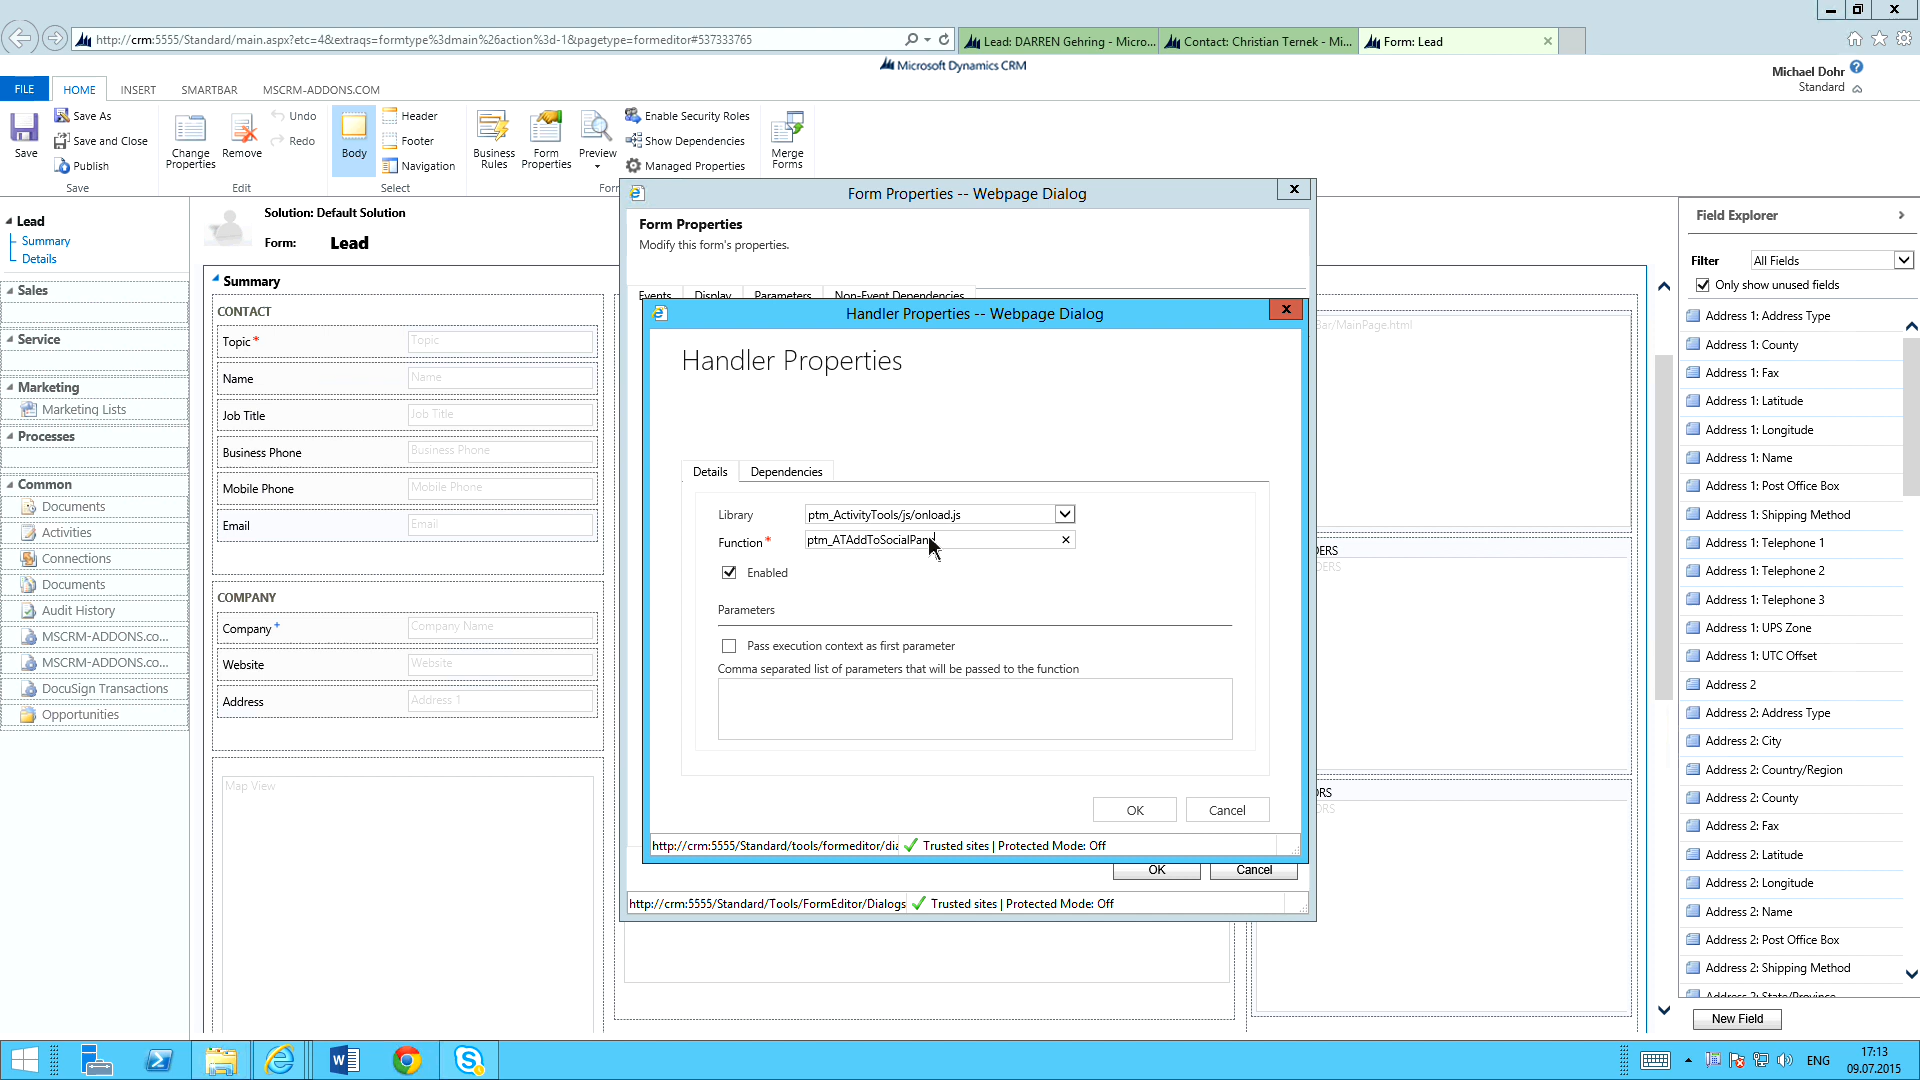 http://crm:5555/Standard/main.aspx?etc=4&extraqs=formtype%3dmain%26action%3d-1&pagetype=formeditor#537333765
Lead: DARREN Gehring - Micro...
Contact: Christian Ternek - Mi...
Form: Lead
Microsoft Dynamics CRM
Michael Dohr
Standard
FILE
HOME
INSERT
SMARTBAR
MSCRM-ADDONS.COM
Save
Save As
Save and Close
Publish
Save
Change Properties
Remove
Undo
Redo
Edit
Body
Header
Footer
Navigation
Select
Business Rules
Form Properties
Preview
Enable Security Roles
Show Dependencies
Managed Properties
Merge Forms
Lead
Summary
Details
Sales
Service
Marketing
Marketing Lists
Processes
Common
Documents
Activities
Connections
Documents
Audit History
MSCRM-ADDONS.co...
MSCRM-ADDONS.co...
DocuSign Transactions
Opportunities
Solution: Default Solution
Form: Lead
Summary
CONTACT
Topic* Topic
Name Name
Job Title Job Title
Business Phone Business Phone
Mobile Phone Mobile Phone
Email Email
COMPANY
Company+ Company Name
Website Website
Address Address 1
Map View
Form Properties -- Webpage Dialog
Form Properties
Modify this form's properties.
Events Display Parameters Non-Event Dependencies
Handler Properties -- Webpage Dialog
Handler Properties
Details Dependencies
Library ptm_ActivityTools/js/onload.js
Function* ptm_ATAddToSocialPan
Enabled
Parameters
Pass execution context as first parameter
Comma separated list of parameters that will be passed to the function
OK Cancel
http://crm:5555/Standard/tools/formeditor/dia
Trusted sites | Protected Mode: Off
OK Cancel
http://crm:5555/Standard/Tools/FormEditor/Dialogs
Trusted sites | Protected Mode: Off
Bar/MainPage.html
Field Explorer
Filter All Fields
Only show unused fields
Address 1: Address Type
Address 1: County
Address 1: Fax
Address 1: Latitude
Address 1: Longitude
Address 1: Name
Address 1: Post Office Box
Address 1: Shipping Method
Address 1: Telephone 1
Address 1: Telephone 2
Address 1: Telephone 3
Address 1: UPS Zone
Address 1: UTC Offset
Address 2
Address 2: Address Type
Address 2: City
Address 2: Country/Region
Address 2: County
Address 2: Fax
Address 2: Latitude
Address 2: Longitude
Address 2: Name
Address 2: Post Office Box
Address 2: Shipping Method
Address 2: State/Province
New Field
ENG
17:13
09.07.2015